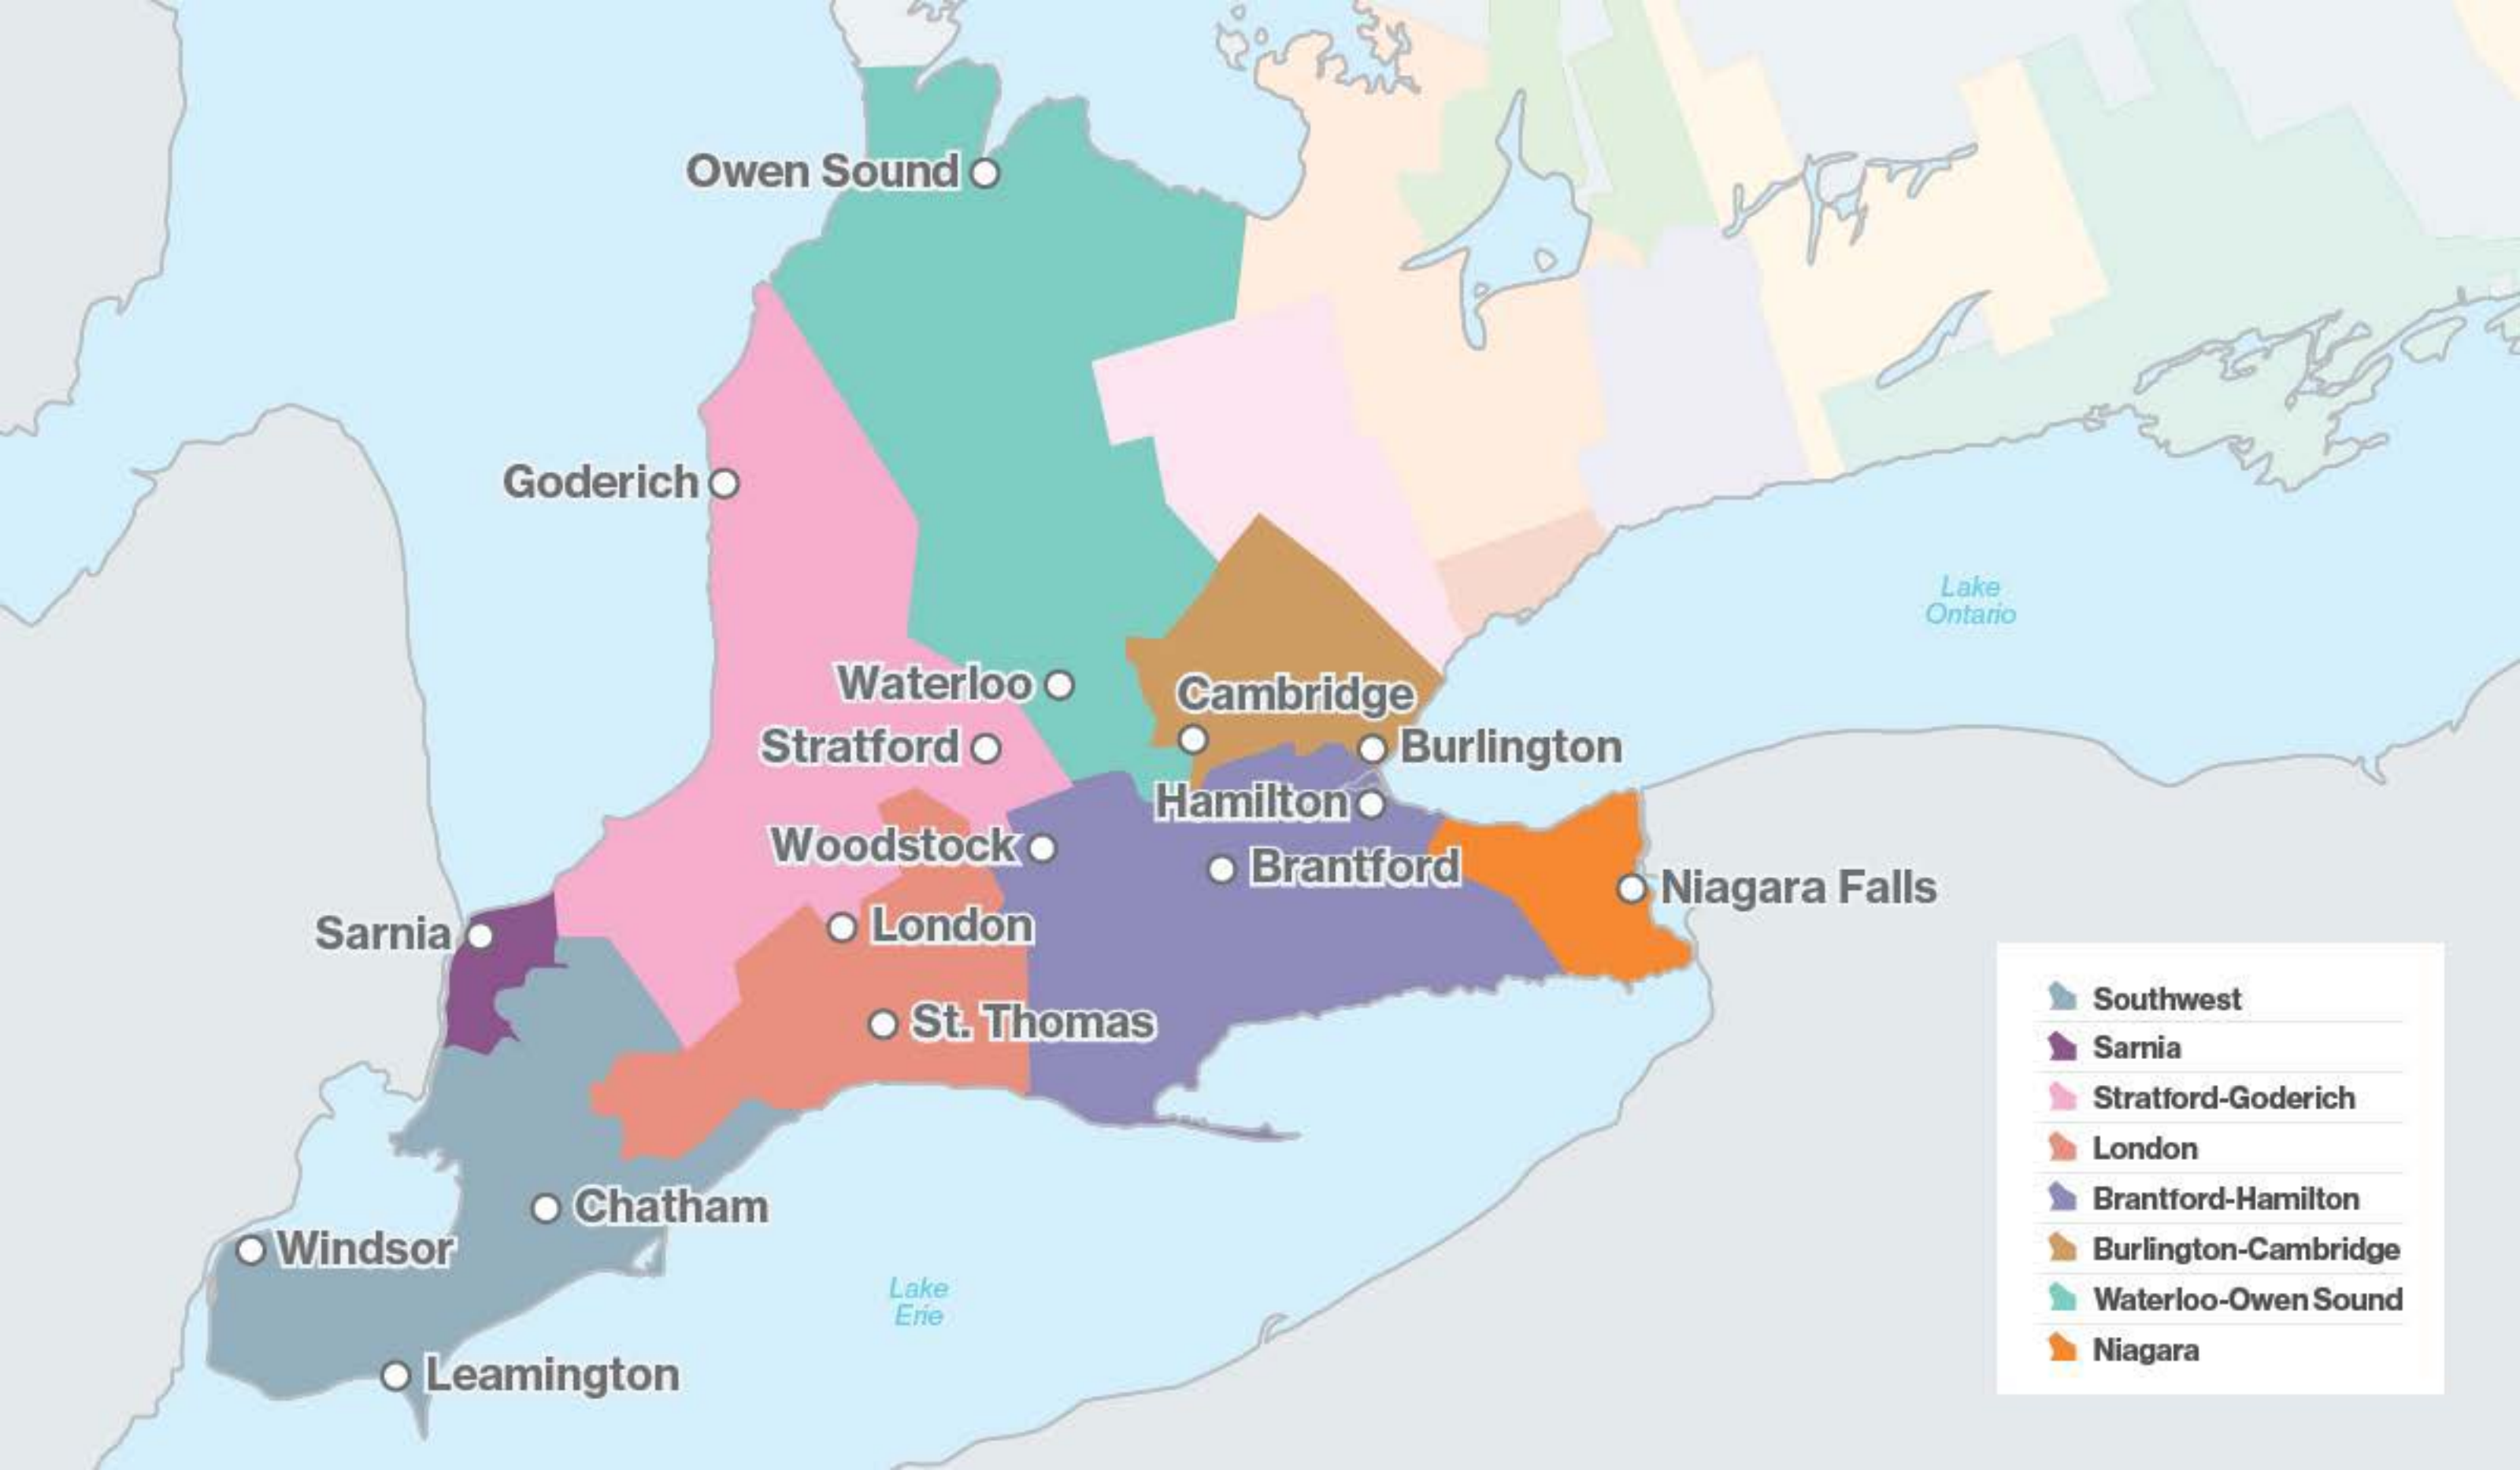 Owen Sound
Goderich
Lake
Ontario
Waterloo
Cambridge
Stratford
Burlington
Hamilton
Woodstock
Brantford
Niagara Falls
Sarnia
London
St. Thomas
Chatham
Windsor
Lake
Erie
Leamington
Southwest
Sarnia
Stratford-Goderich
London
Brantford-Hamilton
Burlington-Cambridge
Waterloo-Owen Sound
Niagara